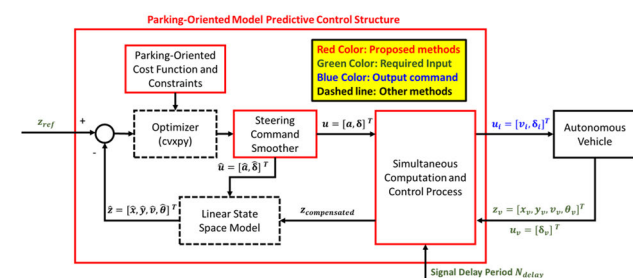 Parking-Oriented Model Predictive Control Structure
Parking-Oriented
Cost Function and
Constraints
Red Color: Proposed methods
Green Color: Required Input
Blue Color: Output command
Dashed line: Other methods
z_ref
+
-
Optimizer
(cvxpy)
Steering
Command
Smoother
u = [a, δ]^T
Simultaneous
Computation and
Control Process
u_i = [v_i, δ_i]^T
Autonomous
Vehicle
û = [â, δ̂]^T
ẑ = [x̂, ŷ, v̂, θ̂]^T
Linear State
Space Model
z_compensated
z_v = [x_v, y_v, v_v, θ_v]^T
u_v = [δ_v]^T
Signal Delay Period N_delay